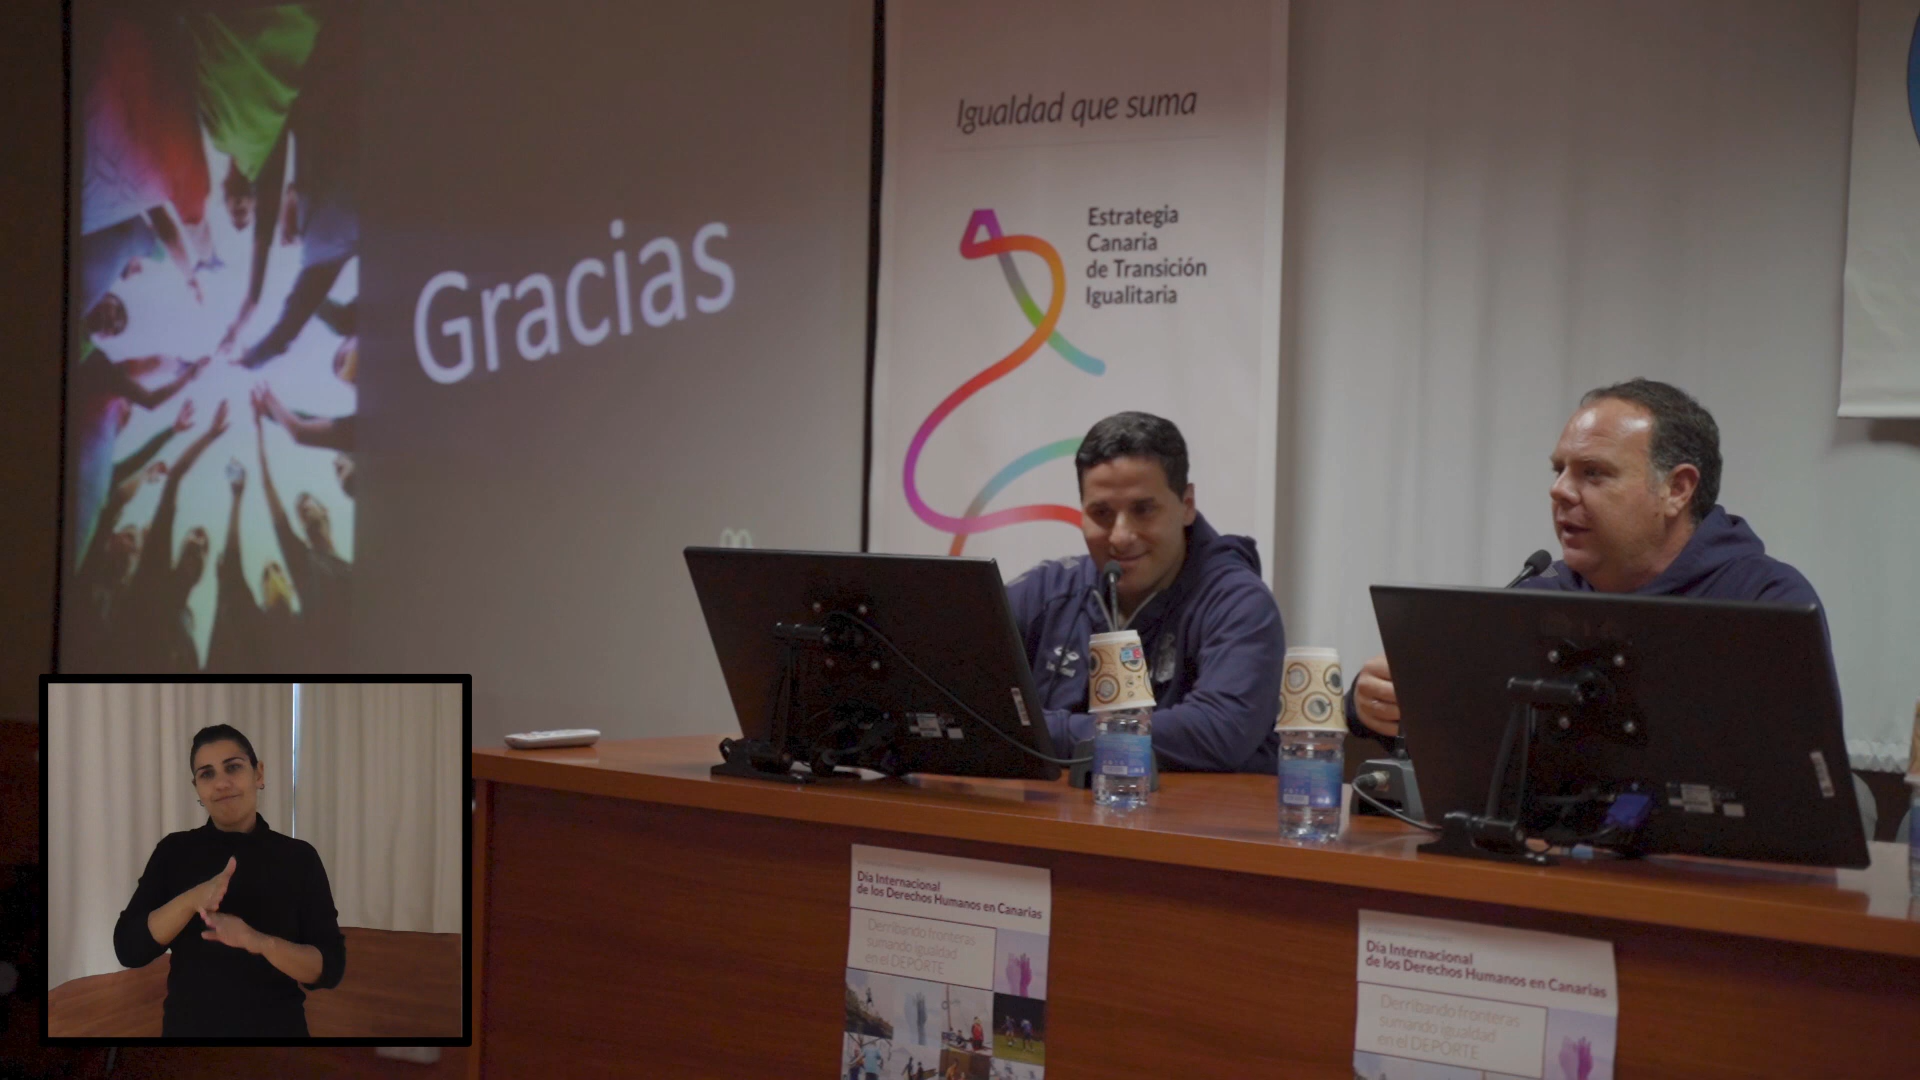 Gracias
Igualdad que suma
Estrategia
Canaria
de Transición
Igualitaria
Día Internacional
de los Derechos Humanos en Canarias
Derribando fronteras
sumando igualdad
en el DEPORTE
Día Internacional
de los Derechos Humanos en Canarias
Derribando fronteras
sumando igualdad
en el DEPORTE